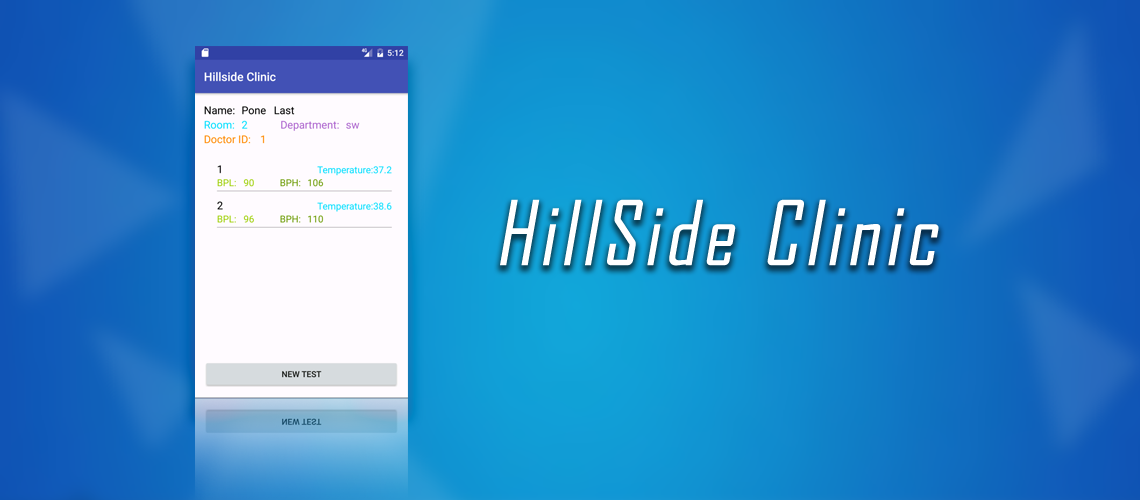 5:12
Hillside Clinic
Name: Pone Last
Room: 2 Department: sw
Doctor ID: 1
1 Temperature:37.2
BPL: 90 BPH: 106
2 Temperature:38.6
BPL: 96 BPH: 110
NEW TEST
NEW TEST
HillSide Clinic